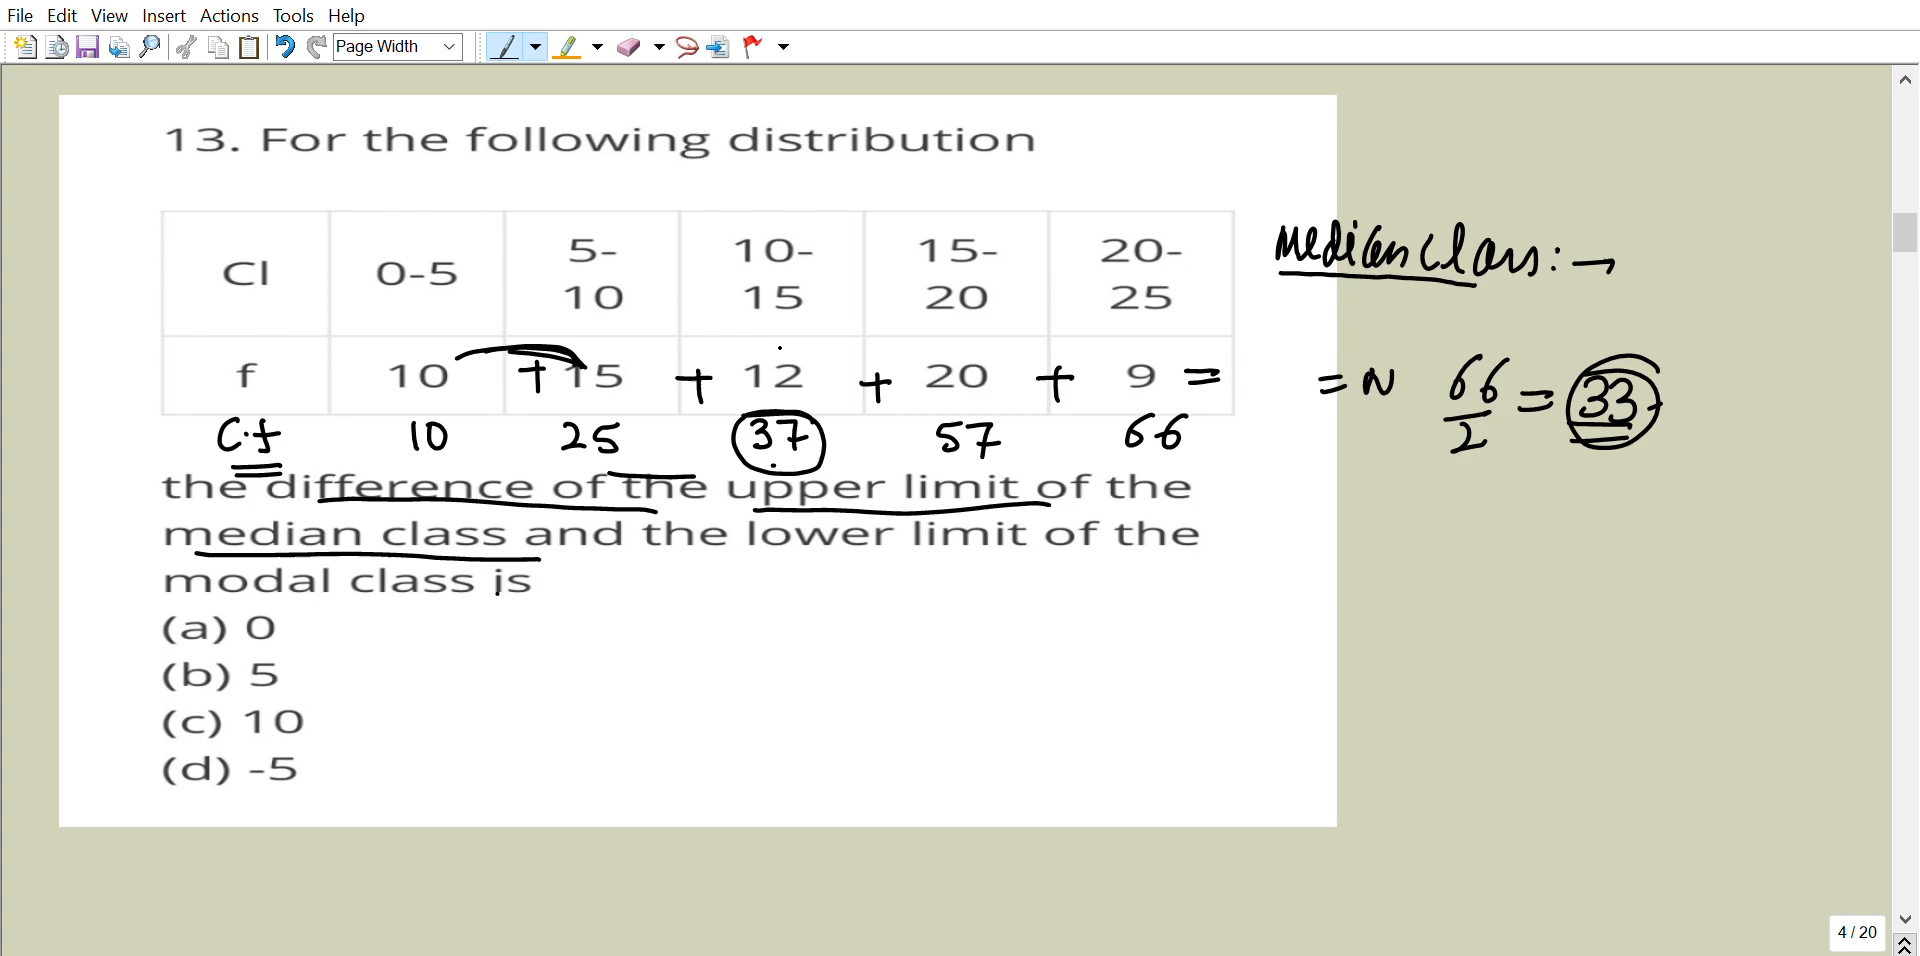 File Edit View Insert Actions Tools Help
Page Width
13. For the following distribution
Cl 0-5 5-10 10-15 15-20 20-25
median class:→
f 10 + 15 + 12 + 20 + 9 = = N 66/2 = 33
C.f 10 25 37 57 66
the difference of the upper limit of the
median class and the lower limit of the
modal class is
(a) 0
(b) 5
(c) 10
(d) -5
4 / 20